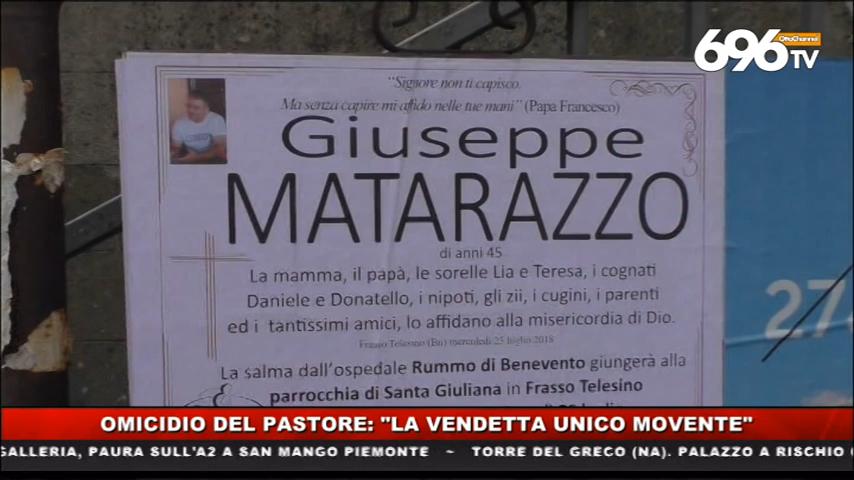 696
OttoChannel
TV
"Signore non ti capisco.
Ma senza capire mi affido nelle tue mani" (Papa Francesco)
Giuseppe
MATARAZZO
di anni 45
La mamma, il papà, le sorelle Lia e Teresa, i cognati
Daniele e Donatello, i nipoti, gli zii, i cugini, i parenti
ed i tantissimi amici, lo affidano alla misericordia di Dio.
Frasso Telesino (Bn) mercoledì 25 luglio 2018
La salma dall'ospedale Rummo di Benevento giungerà alla
parrocchia di Santa Giuliana in Frasso Telesino
27
OMICIDIO DEL PASTORE: "LA VENDETTA UNICO MOVENTE"
GALLERIA, PAURA SULL'A2 A SAN MANGO PIEMONTE ~ TORRE DEL GRECO (NA). PALAZZO A RISCHIO (